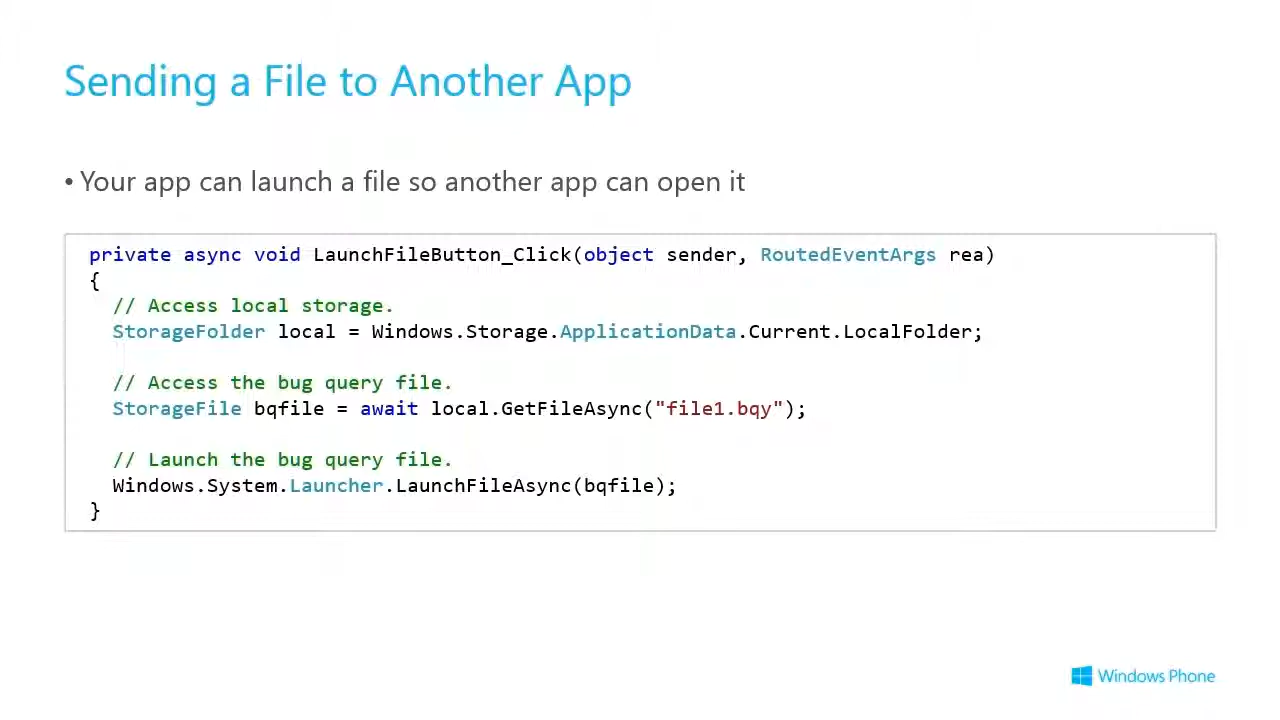 Sending a File to Another App
• Your app can launch a file so another app can open it
private async void LaunchFileButton_Click(object sender, RoutedEventArgs rea)
{
// Access local storage.
StorageFolder local = Windows.Storage.ApplicationData.Current.LocalFolder;
// Access the bug query file.
StorageFile bqfile = await local.GetFileAsync("file1.bqy");
// Launch the bug query file.
Windows.System.Launcher.LaunchFileAsync(bqfile);
}
Windows Phone